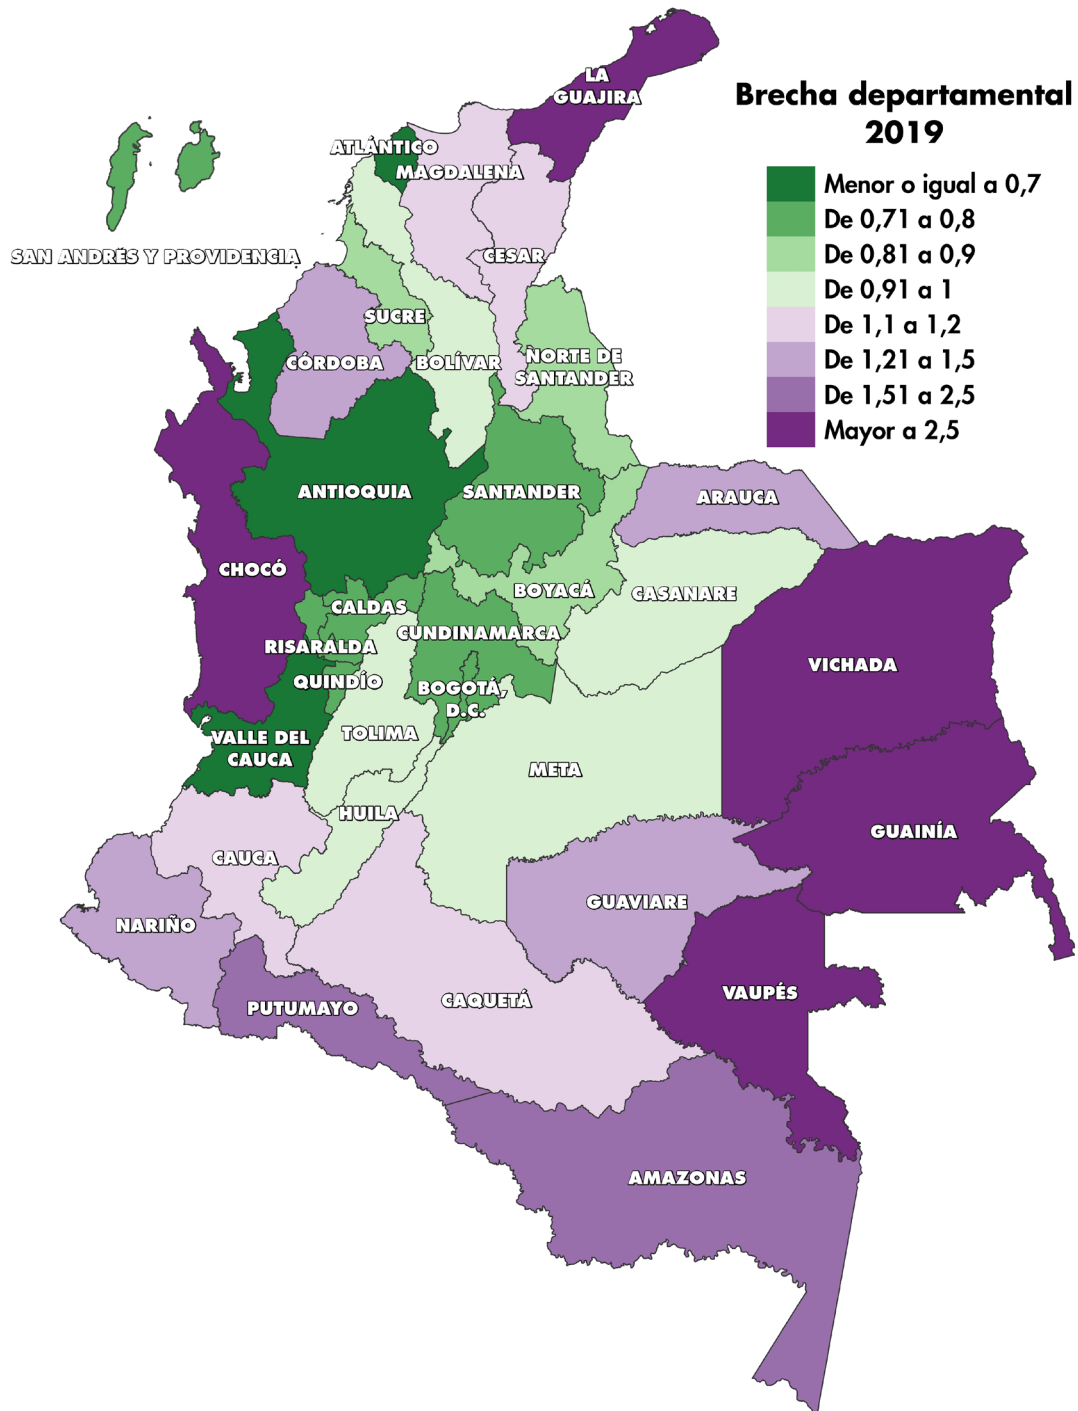 Brecha departamental
2019
Menor o igual a 0,7
De 0,71 a 0,8
De 0,81 a 0,9
De 0,91 a 1
De 1,1 a 1,2
De 1,21 a 1,5
De 1,51 a 2,5
Mayor a 2,5
LA
GUAJIRA
ATLÁNTICO
MAGDALENA
SAN ANDRÉS Y PROVIDENCIA
CESAR
SUCRE
CÓRDOBA
BOLÍVAR
NORTE DE
SANTANDER
ANTIOQUIA
SANTANDER
ARAUCA
CHOCÓ
BOYACÁ
CASANARE
CALDAS
CUNDINAMARCA
RISARALDA
VICHADA
QUINDÍO
BOGOTÁ,
D.C.
TOLIMA
VALLE DEL
CAUCA
META
HUILA
GUAINÍA
CAUCA
GUAVIARE
NARIÑO
VAUPÉS
CAQUETÁ
PUTUMAYO
AMAZONAS